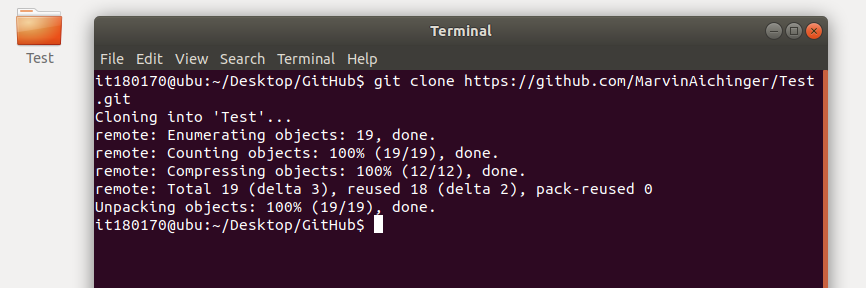 Test
Terminal
File Edit View Search Terminal Help
it180170@ubu:~/Desktop/GitHub$ git clone https://github.com/MarvinAichinger/Test
.git
Cloning into 'Test'...
remote: Enumerating objects: 19, done.
remote: Counting objects: 100% (19/19), done.
remote: Compressing objects: 100% (12/12), done.
remote: Total 19 (delta 3), reused 18 (delta 2), pack-reused 0
Unpacking objects: 100% (19/19), done.
it180170@ubu:~/Desktop/GitHub$